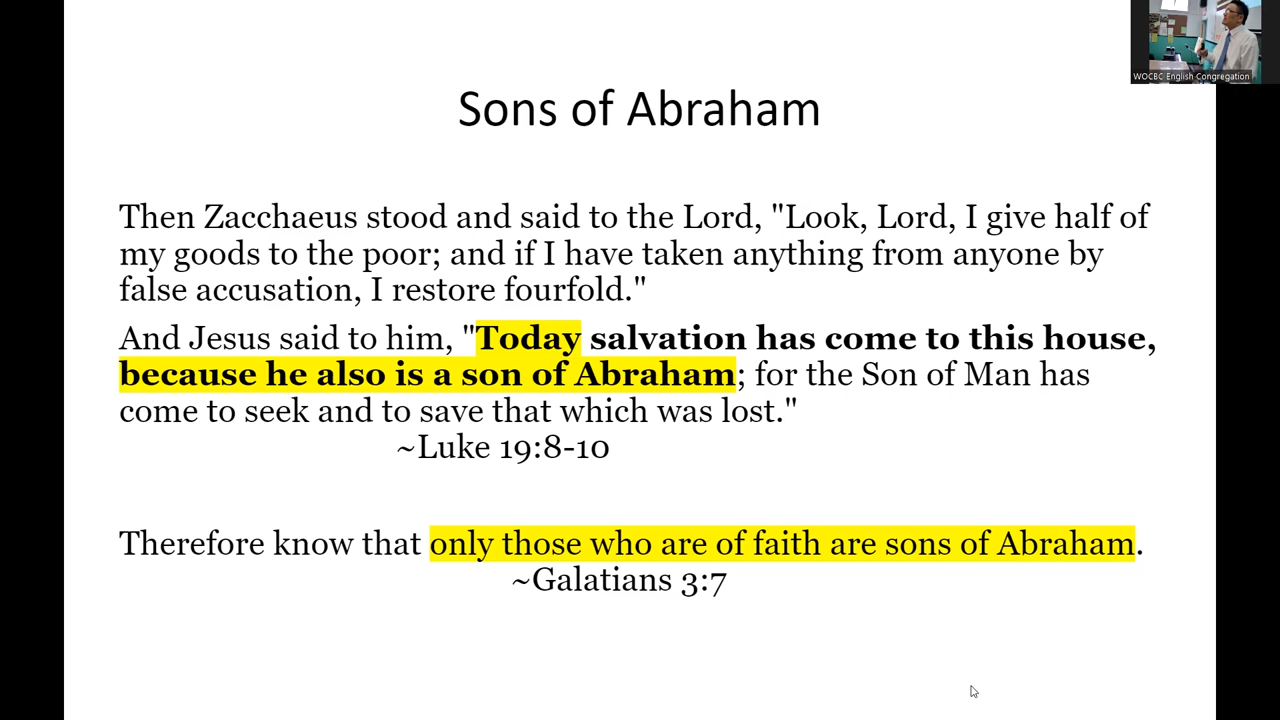 WOCBC English Congregation
Sons of Abraham
Then Zacchaeus stood and said to the Lord, "Look, Lord, I give half of
my goods to the poor; and if I have taken anything from anyone by
false accusation, I restore fourfold."
And Jesus said to him, "Today salvation has come to this house,
because he also is a son of Abraham; for the Son of Man has
come to seek and to save that which was lost."
~Luke 19:8-10
Therefore know that only those who are of faith are sons of Abraham.
~Galatians 3:7